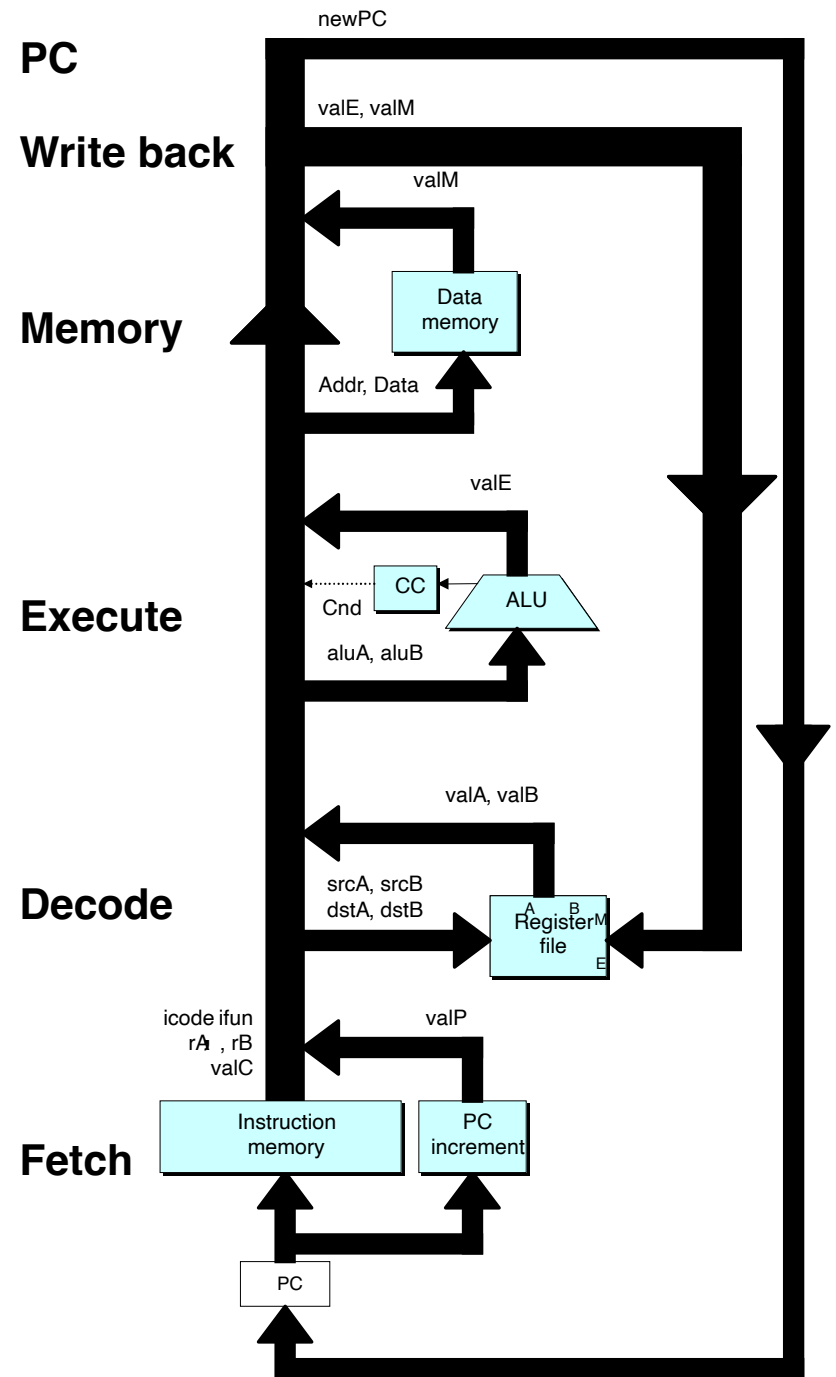 newPC
PC
valE, valM
Write back
valM
Data
memory
Memory
Addr, Data
valE
CC
ALU
Cnd
Execute
aluA, aluB
valA, valB
srcA, srcB
dstA, dstB
Decode
A
B
M
Register
file
E
icode ifun
rA , rB
valC
valP
Instruction
memory
PC
increment
Fetch
PC